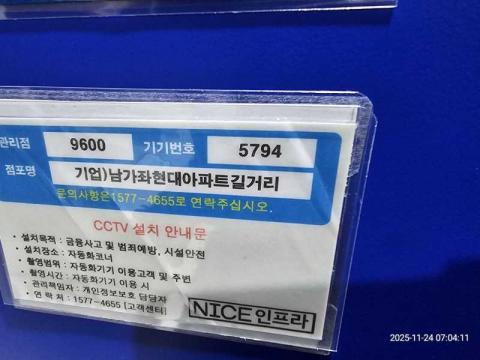 관리점 9600 기기번호 5794
점포명 기업)남가좌현대아파트길거리
문의사항은1577-4655로 연락주십시오.
CCTV 설치 안내문
• 설치목적 : 금융사고 및 범죄예방, 시설안전
• 설치장소 : 자동화코너
• 촬영범위 : 자동화기기 이용고객 및 주변
• 촬영시간 : 자동화기기 이용 시
• 관리책임자 : 개인정보보호 담당자
• 연 락 처 : 1577-4655 [고객센터]
NICE인프라
2025-11-24 07:04:11